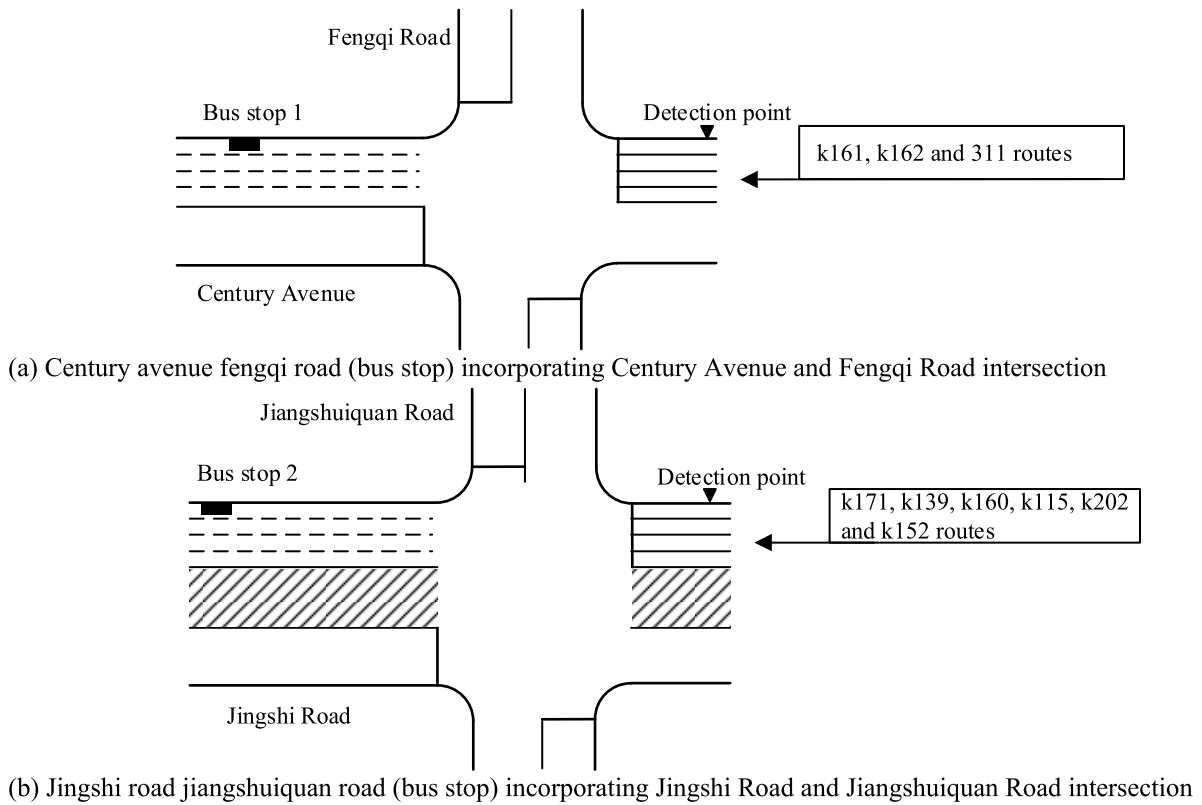 Fengqi Road
Bus stop 1
Detection point
k161, k162 and 311 routes
Century Avenue
(a) Century avenue fengqi road (bus stop) incorporating Century Avenue and Fengqi Road intersection
Jiangshuiquan Road
Bus stop 2
Detection point
k171, k139, k160, k115, k202
and k152 routes
Jingshi Road
(b) Jingshi road jiangshuiquan road (bus stop) incorporating Jingshi Road and Jiangshuiquan Road intersection